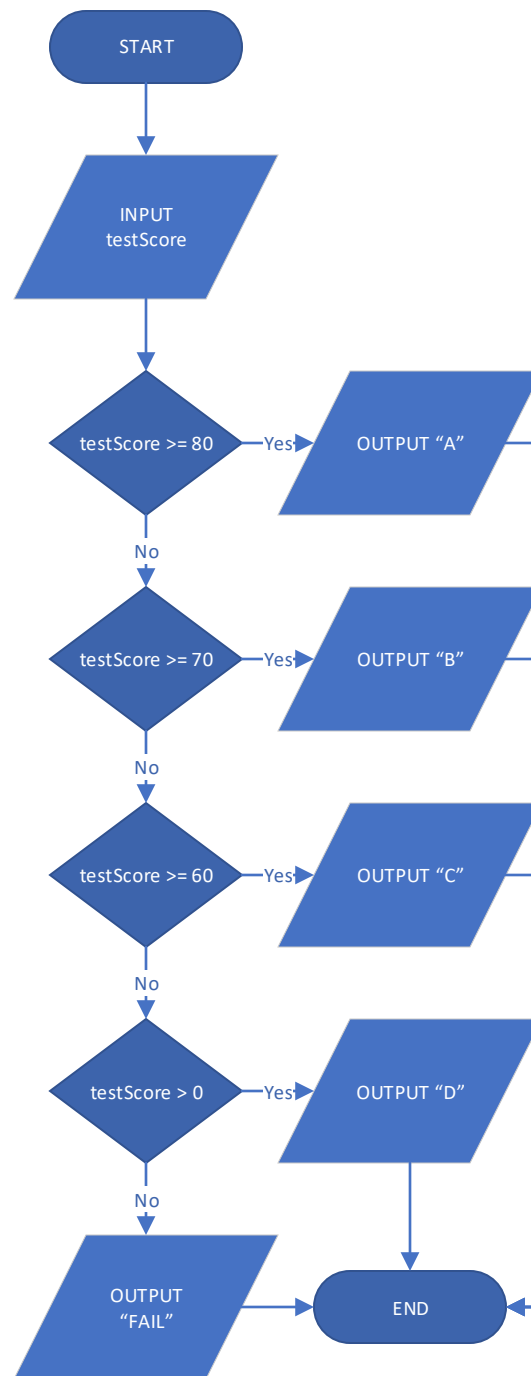 START
INPUT
testScore
testScore >= 80
Yes
OUTPUT “A”
No
testScore >= 70
Yes
OUTPUT “B”
No
testScore >= 60
Yes
OUTPUT “C”
No
testScore > 0
Yes
OUTPUT “D”
No
OUTPUT
“FAIL”
END